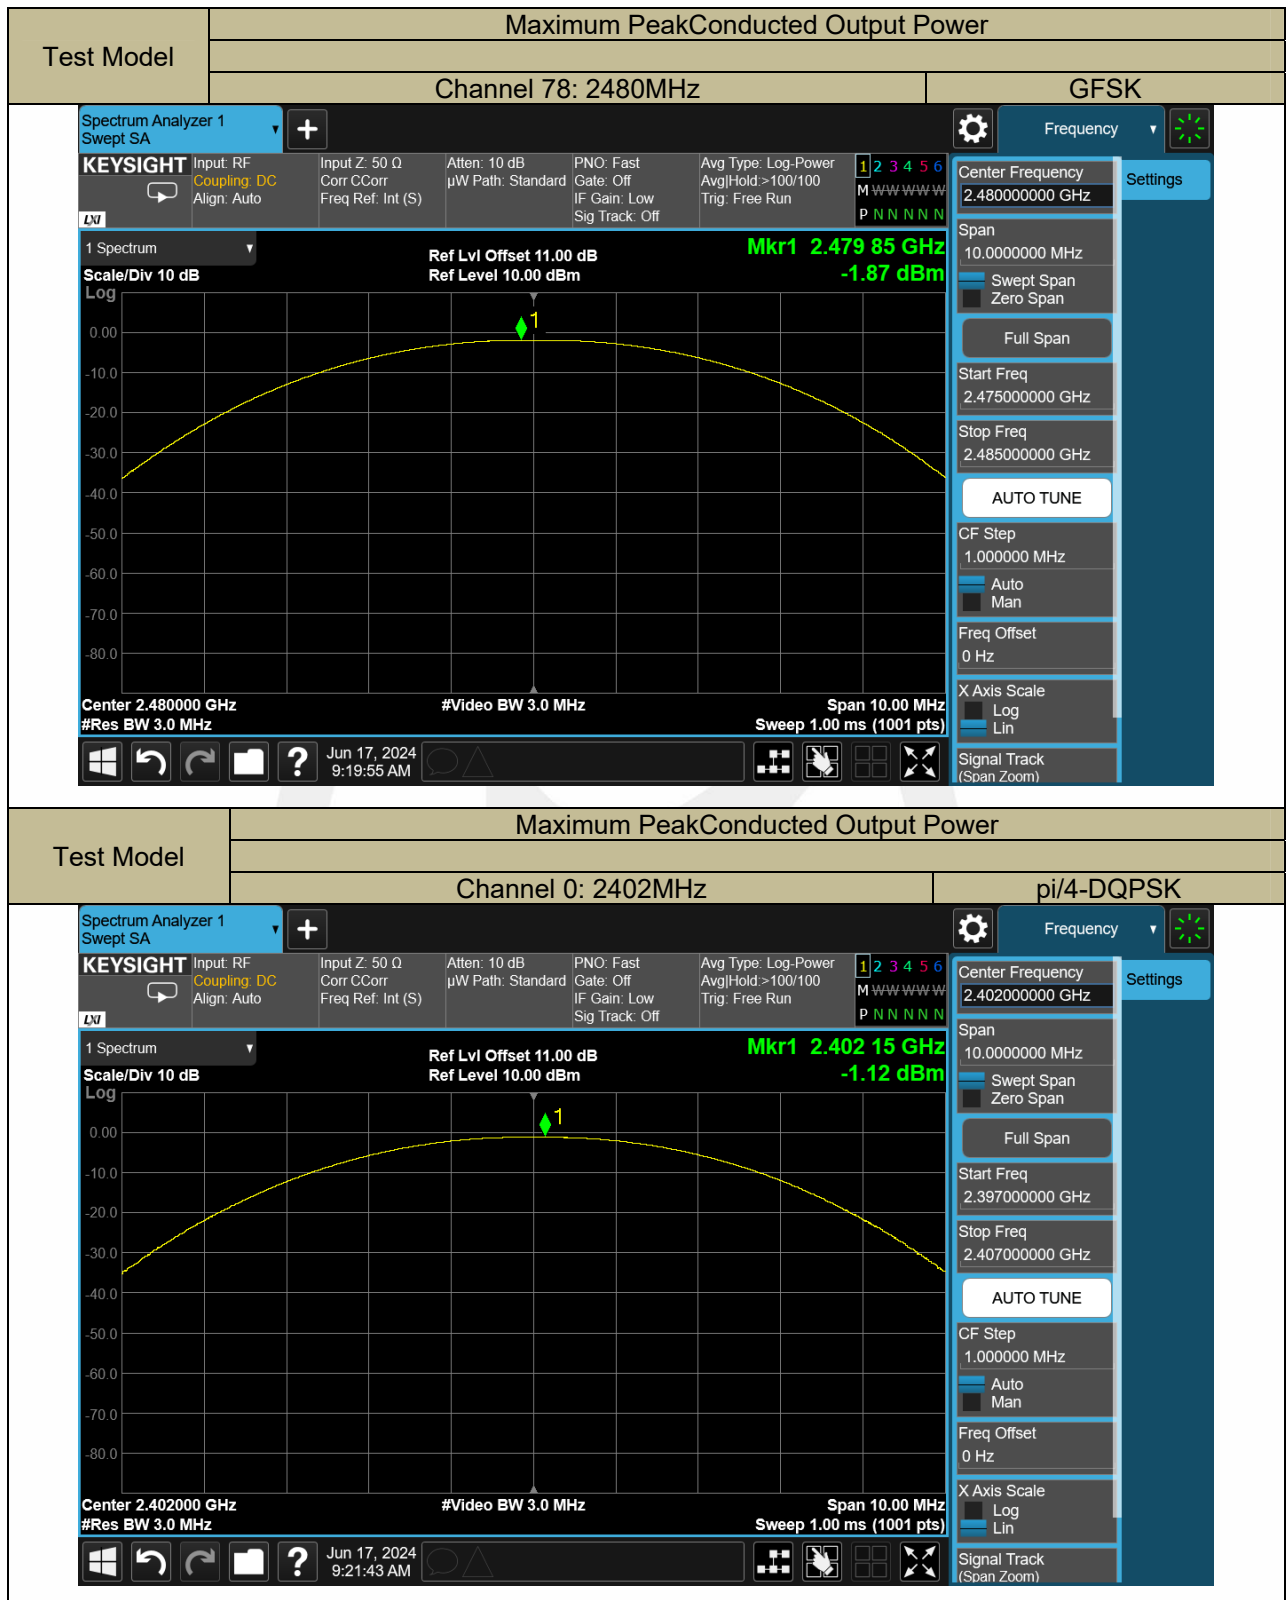 Test Model
Maximum PeakConducted Output Power
Channel 78: 2480MHz
GFSK
Spectrum Analyzer 1
Swept SA
Frequency
KEYSIGHT
LXI
Input: RF
Coupling: DC
Align: Auto
Input Z: 50 Ω
Corr CCorr
Freq Ref: Int (S)
Atten: 10 dB
µW Path: Standard
PNO: Fast
Gate: Off
IF Gain: Low
Sig Track: Off
Avg Type: Log-Power
Avg|Hold:>100/100
Trig: Free Run
1 2 3 4 5 6
M W W W W W
P N N N N N
1 Spectrum
Scale/Div 10 dB
Log
Ref Lvl Offset 11.00 dB
Ref Level 10.00 dBm
Mkr1 2.479 85 GHz
-1.87 dBm
1
0.00
-10.0
-20.0
-30.0
-40.0
-50.0
-60.0
-70.0
-80.0
Center 2.480000 GHz
#Res BW 3.0 MHz
#Video BW 3.0 MHz
Span 10.00 MHz
Sweep 1.00 ms (1001 pts)
Jun 17, 2024
9:19:55 AM
Center Frequency
2.480000000 GHz
Settings
Span
10.0000000 MHz
Swept Span
Zero Span
Full Span
Start Freq
2.475000000 GHz
Stop Freq
2.485000000 GHz
AUTO TUNE
CF Step
1.000000 MHz
Auto
Man
Freq Offset
0 Hz
X Axis Scale
Log
Lin
Signal Track
(Span Zoom)
Test Model
Maximum PeakConducted Output Power
Channel 0: 2402MHz
pi/4-DQPSK
Spectrum Analyzer 1
Swept SA
Frequency
KEYSIGHT
LXI
Input: RF
Coupling: DC
Align: Auto
Input Z: 50 Ω
Corr CCorr
Freq Ref: Int (S)
Atten: 10 dB
µW Path: Standard
PNO: Fast
Gate: Off
IF Gain: Low
Sig Track: Off
Avg Type: Log-Power
Avg|Hold:>100/100
Trig: Free Run
1 2 3 4 5 6
M W W W W W
P N N N N N
1 Spectrum
Scale/Div 10 dB
Log
Ref Lvl Offset 11.00 dB
Ref Level 10.00 dBm
Mkr1 2.402 15 GHz
-1.12 dBm
1
0.00
-10.0
-20.0
-30.0
-40.0
-50.0
-60.0
-70.0
-80.0
Center 2.402000 GHz
#Res BW 3.0 MHz
#Video BW 3.0 MHz
Span 10.00 MHz
Sweep 1.00 ms (1001 pts)
Jun 17, 2024
9:21:43 AM
Center Frequency
2.402000000 GHz
Settings
Span
10.0000000 MHz
Swept Span
Zero Span
Full Span
Start Freq
2.397000000 GHz
Stop Freq
2.407000000 GHz
AUTO TUNE
CF Step
1.000000 MHz
Auto
Man
Freq Offset
0 Hz
X Axis Scale
Log
Lin
Signal Track
(Span Zoom)